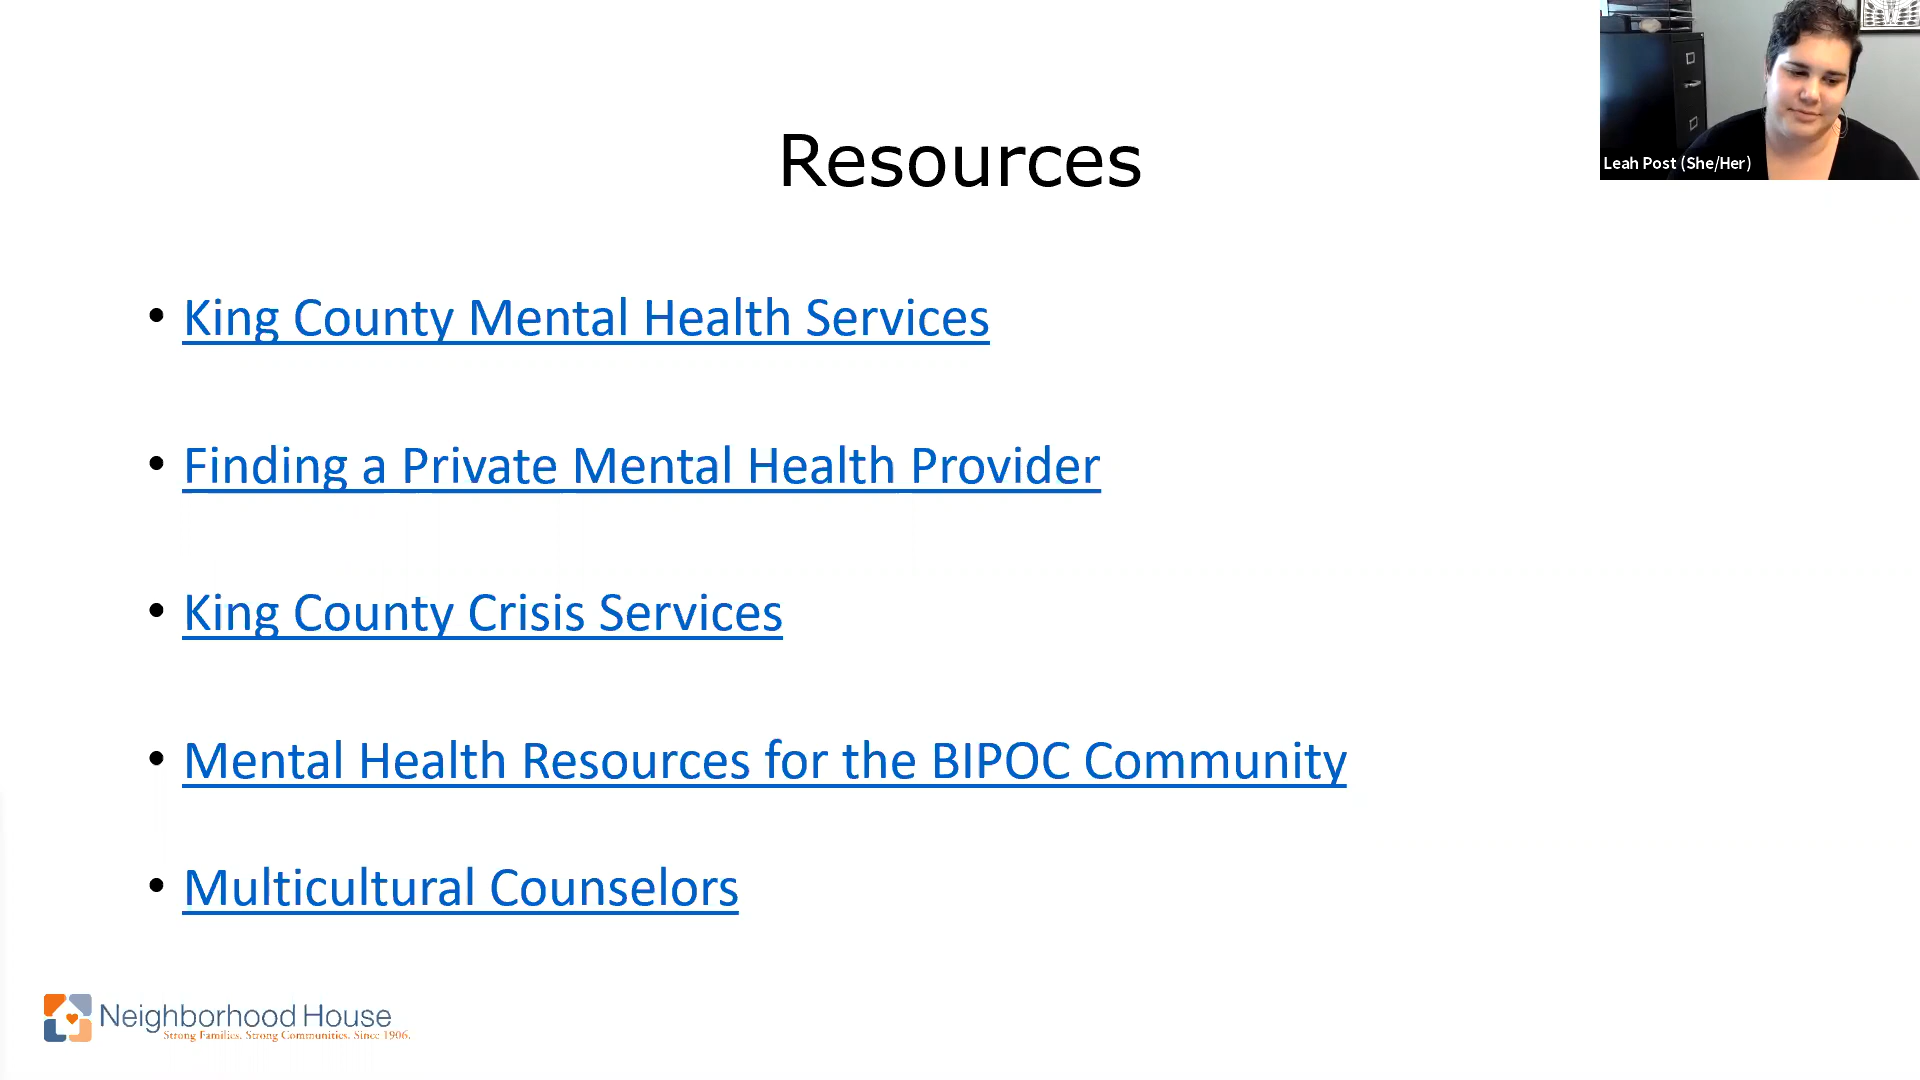 Resources
Leah Post (She/Her)
• King County Mental Health Services
• Finding a Private Mental Health Provider
• King County Crisis Services
• Mental Health Resources for the BIPOC Community
• Multicultural Counselors
Neighborhood House
Strong Families. Strong Communities. Since 1906.